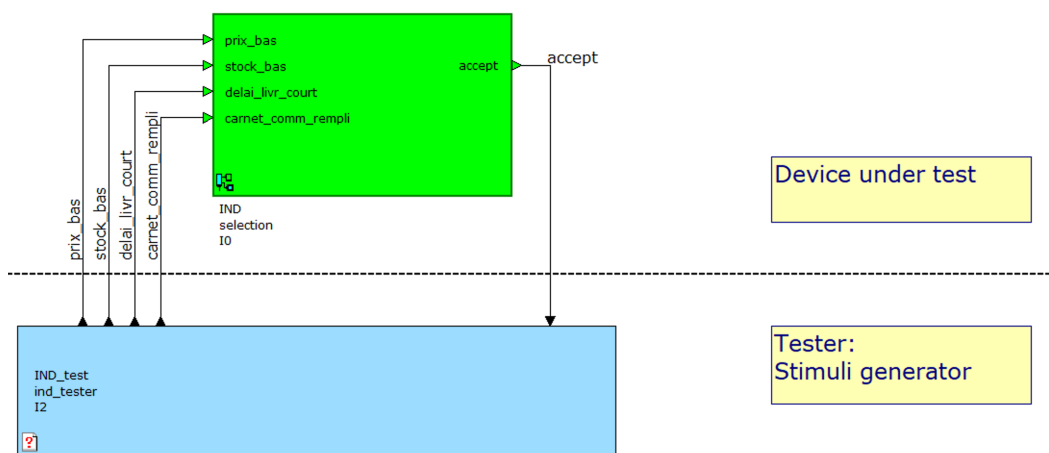 prix_bas
stock_bas
accept
accept
delai_livr_court
carnet_comm_rempli
IND
selection
I0
prix_bas
stock_bas
delai_livr_court
carnet_comm_rempli
Device under test
Tester:
Stimuli generator
IND_test
ind_tester
I2
?